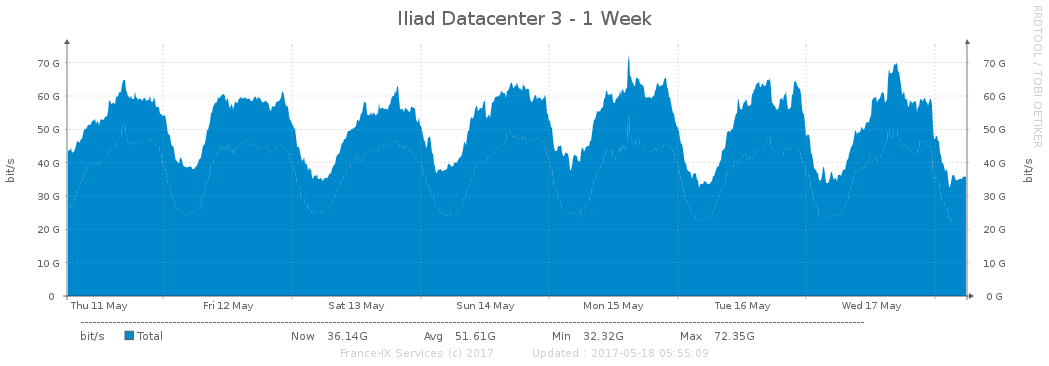 Iliad Datacenter 3 - 1 Week
RRDTOOL / TOBI OETIKER
bit/s
70 G 70 G
60 G 60 G
50 G 50 G
40 G 40 G
30 G 30 G
20 G 20 G
10 G 10 G
0 0 G
bit/s
Thu 11 May Fri 12 May Sat 13 May Sun 14 May Mon 15 May Tue 16 May Wed 17 May
bit/s Total Now 36.14G Avg 51.61G Min 32.32G Max 72.35G
France-IX Services (c) 2017 Updated : 2017-05-18 05:55:09